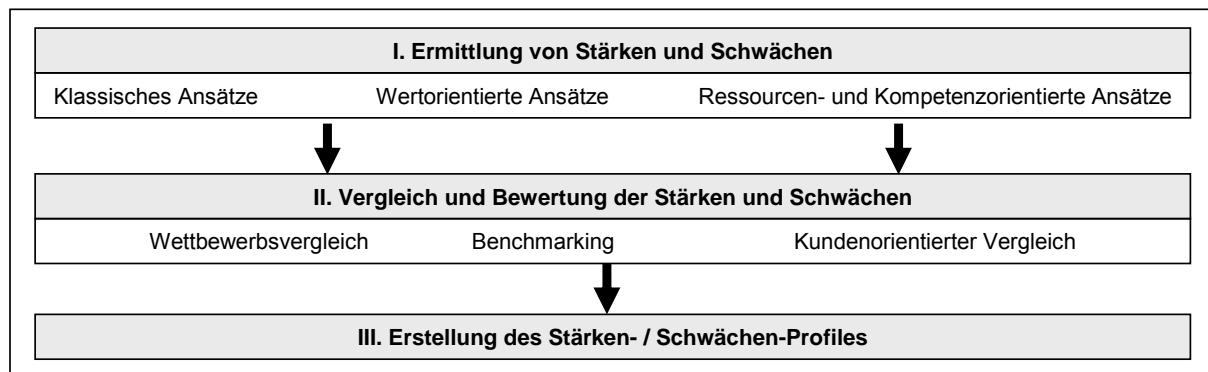 I. Ermittlung von Stärken und Schwächen
Klassisches Ansätze Wertorientierte Ansätze Ressourcen- und Kompetenzorientierte Ansätze
II. Vergleich und Bewertung der Stärken und Schwächen
Wettbewerbsvergleich Benchmarking Kundenorientierter Vergleich
III. Erstellung des Stärken- / Schwächen-Profiles